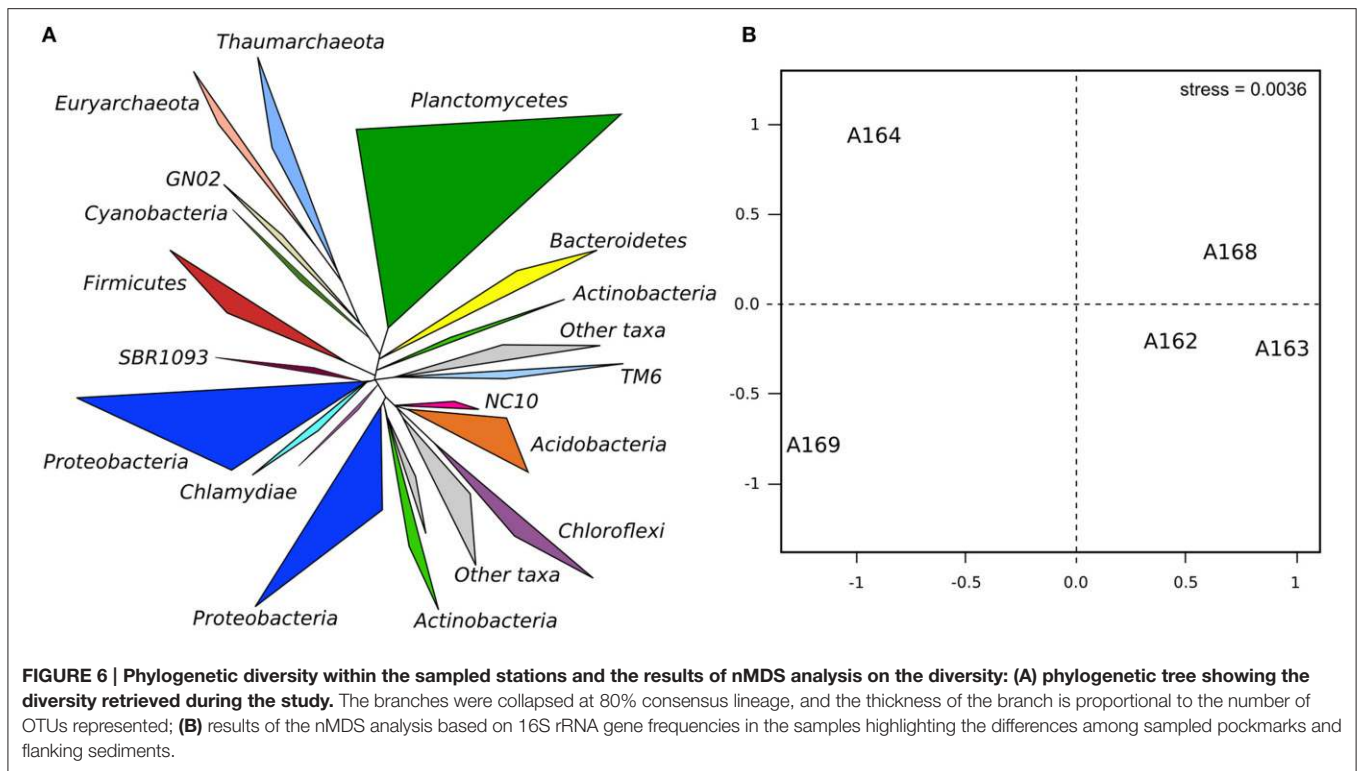 A
Thaumarchaeota
Euryarchaeota
Planctomycetes
GN02
Cyanobacteria
Bacteroidetes
Firmicutes
Actinobacteria
Other taxa
SBR1093
TM6
NC10
Proteobacteria
Acidobacteria
Chlamydiae
Chloroflexi
Other taxa
Proteobacteria
Actinobacteria
B
stress = 0.0036
1
A164
0.5
A168
0.0
A162
A163
-0.5
A169
-1
-1 -0.5 0.0 0.5 1
FIGURE 6 | Phylogenetic diversity within the sampled stations and the results of nMDS analysis on the diversity: (A) phylogenetic tree showing the
diversity retrieved during the study. The branches were collapsed at 80% consensus lineage, and the thickness of the branch is proportional to the number of
OTUs represented; (B) results of the nMDS analysis based on 16S rRNA gene frequencies in the samples highlighting the differences among sampled pockmarks and
flanking sediments.